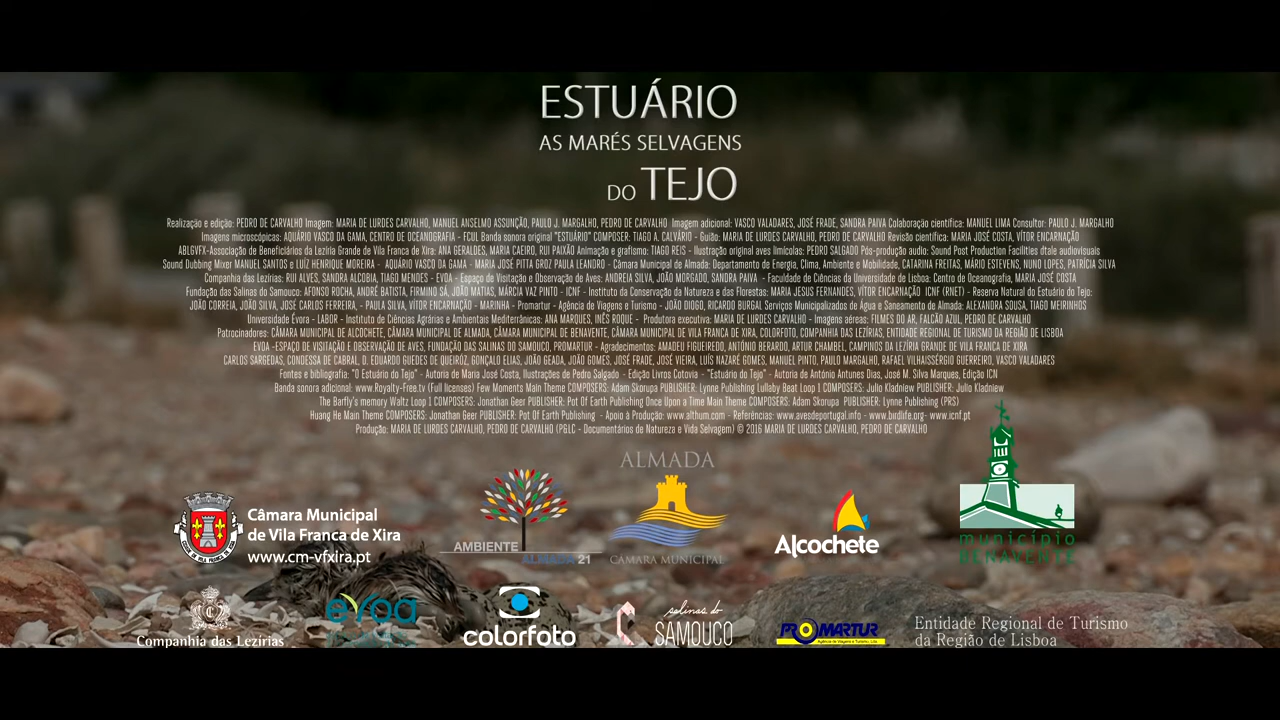 ESTUÁRIO
AS MARÉS SELVAGENS
DO TEJO
Realização e edição: PEDRO DE CARVALHO Imagem: MARIA DE LURDES CARVALHO, MANUEL ANSELMO ASSUNÇÃO, PAULO J. MARGALHO, PEDRO DE CARVALHO Imagem adicional: VASCO VALADARES, JOSÉ FRADE, SANDRA PAIVA Colaboração científica: MANUEL LIMA Consultor: PAULO J. MARGALHO
Imagens microscópicas: AQUÁRIO VASCO DA GAMA, CENTRO DE OCEANOGRAFIA - FCUL Banda sonora original "ESTUÁRIO" COMPOSER: TIAGO A. CALVÁRIO - Guião: MARIA DE LURDES CARVALHO, PEDRO DE CARVALHO Revisão científica: MARIA JOSÉ COSTA, VÍTOR ENCARNAÇÃO
ABLGVFX-Associação de Beneficiários da Lezíria Grande de Vila Franca de Xira: ANA GERALDES, MARIA CAEIRO, RUI PAIXÃO Animação e grafismo: TIAGO REIS - Ilustração original aves limícolas: PEDRO SALGADO Pós-produção audio: Sound Post Production Facilities dtale audiovisuals
Sound Dubbing Mixer MANUEL SANTOS e LUÍZ HENRIQUE MOREIRA - AQUÁRIO VASCO DA GAMA - MARIA JOSÉ PITTA GROZ PAULA LEANDRO - Câmara Municipal de Almada: Departamento de Energia, Clima, Ambiente e Mobilidade, CATARINA FREITAS, MÁRIO ESTEVENS, NUNO LOPES, PATRÍCIA SILVA
Companhia das Lezírias: RUI ALVES, SANDRA ALCOBIA, TIAGO MENDES - EVOA - Espaço de Visitação e Observação de Aves: ANDREIA SILVA, JOÃO MORGADO, SANDRA PAIVA - Faculdade de Ciências da Universidade de Lisboa: Centro de Oceanografia, MARIA JOSÉ COSTA
Fundação das Salinas do Samouco: AFONSO ROCHA, ANDRÉ BATISTA, FIRMINO SÁ, JOÃO MATIAS, MÁRCIA VAZ PINTO - ICNF - Instituto da Conservação da Natureza e das Florestas: MARIA JESUS FERNANDES, VÍTOR ENCARNAÇÃO ICNF (RNET) - Reserva Natural do Estuário do Tejo:
JOÃO CORREIA, JOÃO SILVA, JOSÉ CARLOS FERREIRA, - PAULA SILVA, VÍTOR ENCARNAÇÃO - MARINHA - Promartur - Agência de Viagens e Turismo - JOÃO DIOGO, RICARDO BURGAL Serviços Municipalizados de Água e Saneamento de Almada: ALEXANDRA SOUSA, TIAGO MEIRINHOS
Universidade Évora - LABOR - Instituto de Ciências Agrárias e Ambientais Mediterrânicas: ANA MARQUES, INÊS ROQUE - Produtora executiva: MARIA DE LURDES CARVALHO - Imagens aéreas: FILMES DO AR, FALCÃO AZUL, PEDRO DE CARVALHO
Patrocinadores: CÂMARA MUNICIPAL DE ALCOCHETE, CÂMARA MUNICIPAL DE ALMADA, CÂMARA MUNICIPAL DE BENAVENTE, CÂMARA MUNICIPAL DE VILA FRANCA DE XIRA, COLORFOTO, COMPANHIA DAS LEZÍRIAS, ENTIDADE REGIONAL DE TURISMO DA REGIÃO DE LISBOA
EVOA -ESPAÇO DE VISITAÇÃO E OBSERVAÇÃO DE AVES, FUNDAÇÃO DAS SALINAS DO SAMOUCO, PROMARTUR - Agradecimentos: AMADEU FIGUEIREDO, ANTÓNIO BERARDO, ARTUR CHAMBEL, CAMPINOS DA LEZÍRIA GRANDE DE VILA FRANCA DE XIRA
CARLOS SARGEDAS, CONDESSA DE CABRAL, D. EDUARDO GUEDES DE QUEIROZ, GONÇALO ELIAS, JOÃO GEADA, JOÃO GOMES, JOSÉ FRADE, JOSÉ VIEIRA, LUÍS NAZARÉ GOMES, MANUEL PINTO, PAULO MARGALHO, RAFAEL VILHAISSÉRGIO GUERREIRO, VASCO VALADARES
Fontes e bibliografia: "O Estuário do Tejo" - Autoria de Maria José Costa, Ilustrações de Pedro Salgado - Edição Livros Cotovia - "Estuário do Tejo" - Autoria de António Antunes Dias, José M. Silva Marques, Edição ICN
Banda sonora adicional: www.Royalty-Free.tv (Full licenses) Few Moments Main Theme COMPOSERS: Adam Skorupa PUBLISHER: Lynne Publishing Lullaby Beat Loop 1 COMPOSERS: Julio Kladniew PUBLISHER: Julio Kladniew
The Barfly's memory Waltz Loop 1 COMPOSERS: Jonathan Geer PUBLISHER: Pot Of Earth Publishing Once Upon a Time Main Theme COMPOSERS: Adam Skorupa PUBLISHER: Lynne Publishing (PRS)
Huang He Main Theme COMPOSERS: Jonathan Geer PUBLISHER: Pot Of Earth Publishing - Apoio à Produção: www.althum.com - Referências: www.avesdeportugal.info - www.birdlife.org- www.icnf.pt
Produção: MARIA DE LURDES CARVALHO, PEDRO DE CARVALHO (PGLC - Documentários de Natureza e Vida Selvagem) © 2016 MARIA DE LURDES CARVALHO, PEDRO DE CARVALHO
ALMADA
CÂMARA MUNICIPAL
Câmara Municipal
de Vila Franca de Xira
www.cm-vfxira.pt
AMBIENTE
ALMADA 21
Alcochete
município
BENAVENTE
Companhia das Lezírias
evoa
colorfoto
salinas do
SAMOUCO
PROMARTUR
Agência de Viagens e Turismo, Lda.
Entidade Regional de Turismo
da Região de Lisboa